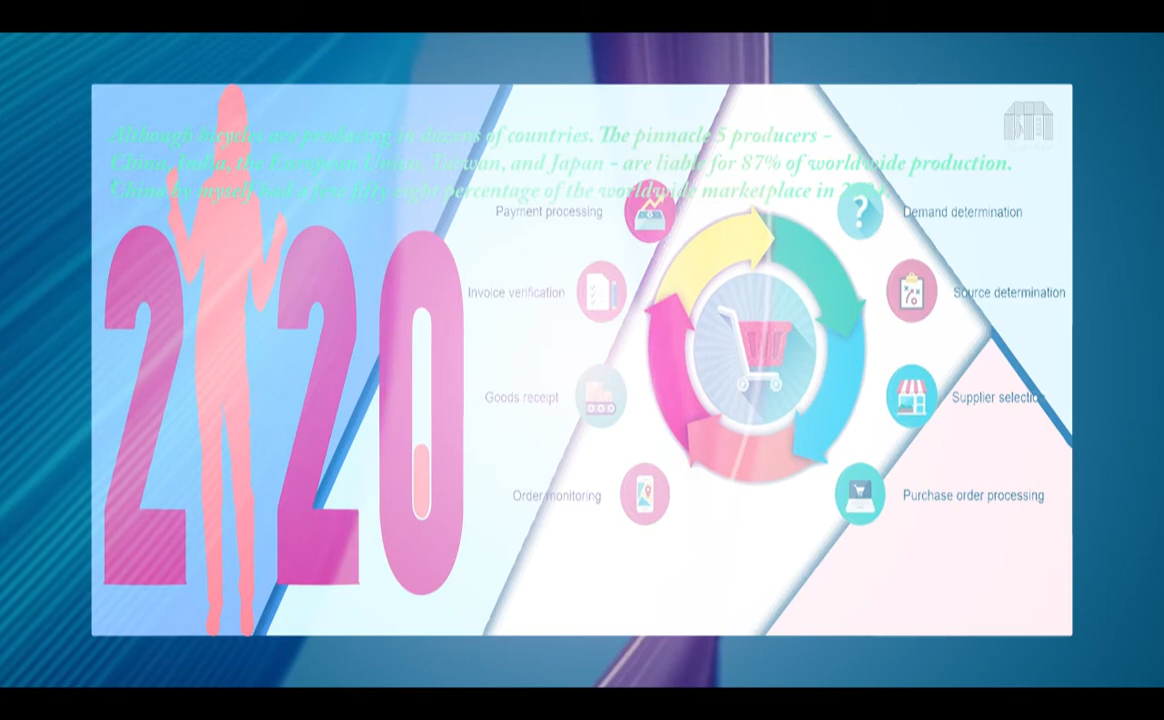 Although bicycles are producing in dozens of countries. The pinnacle 5 producers –
China, India, the European Union, Taiwan, and Japan – are liable for 87% of worldwide production.
China by myself had a few fifty eight percentage of the worldwide marketplace in
Payment processing
Demand determination
Invoice verification
Source determination
Goods receipt
Supplier selection
Order monitoring
Purchase order processing
2 20